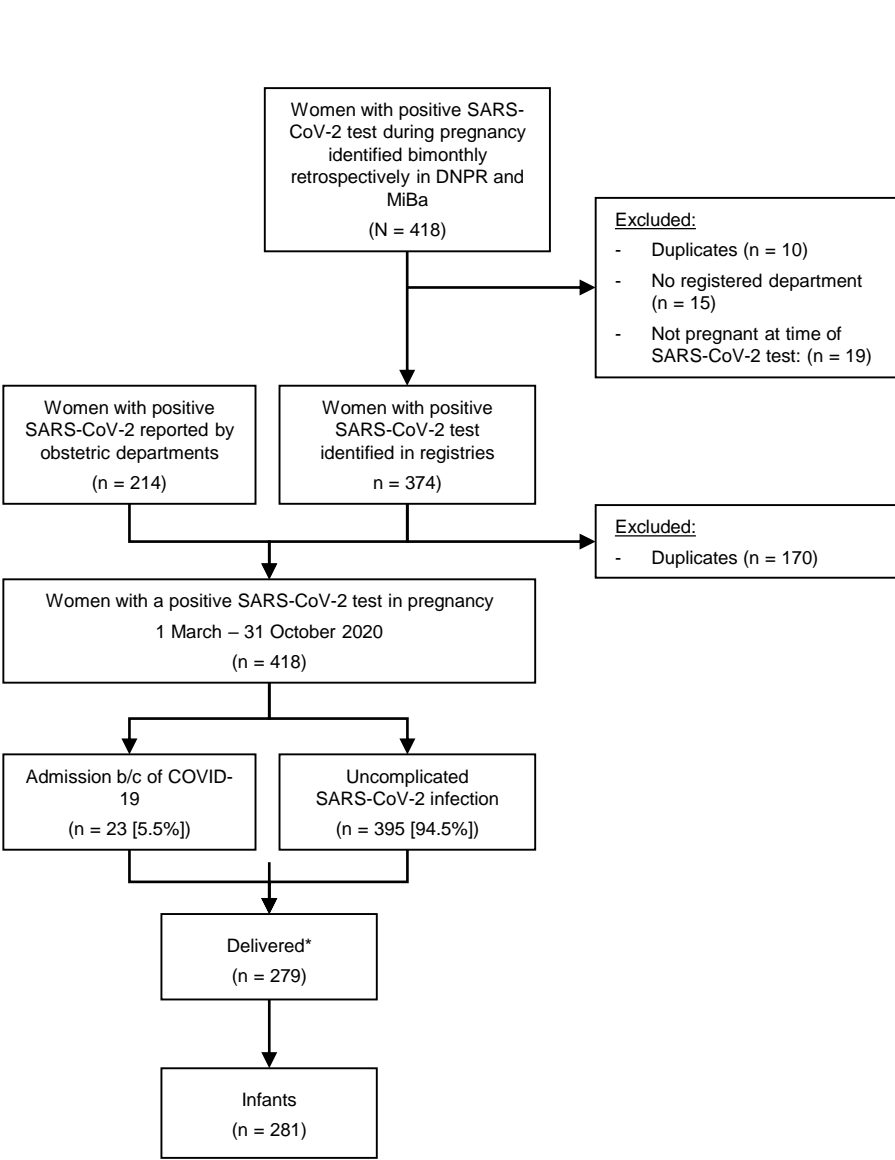 Women with positive SARS-
CoV-2 test during pregnancy
identified bimonthly
retrospectively in DNPR and
MiBa
(N = 418)
Excluded:
- Duplicates (n = 10)
- No registered department
(n = 15)
- Not pregnant at time of
SARS-CoV-2 test: (n = 19)
Women with positive
SARS-CoV-2 reported by
obstetric departments
(n = 214)
Women with positive
SARS-CoV-2 test
identified in registries
n = 374)
Excluded:
- Duplicates (n = 170)
Women with a positive SARS-CoV-2 test in pregnancy
1 March – 31 October 2020
(n = 418)
Admission b/c of COVID-
19
(n = 23 [5.5%])
Uncomplicated
SARS-CoV-2 infection
(n = 395 [94.5%])
Delivered*
(n = 279)
Infants
(n = 281)